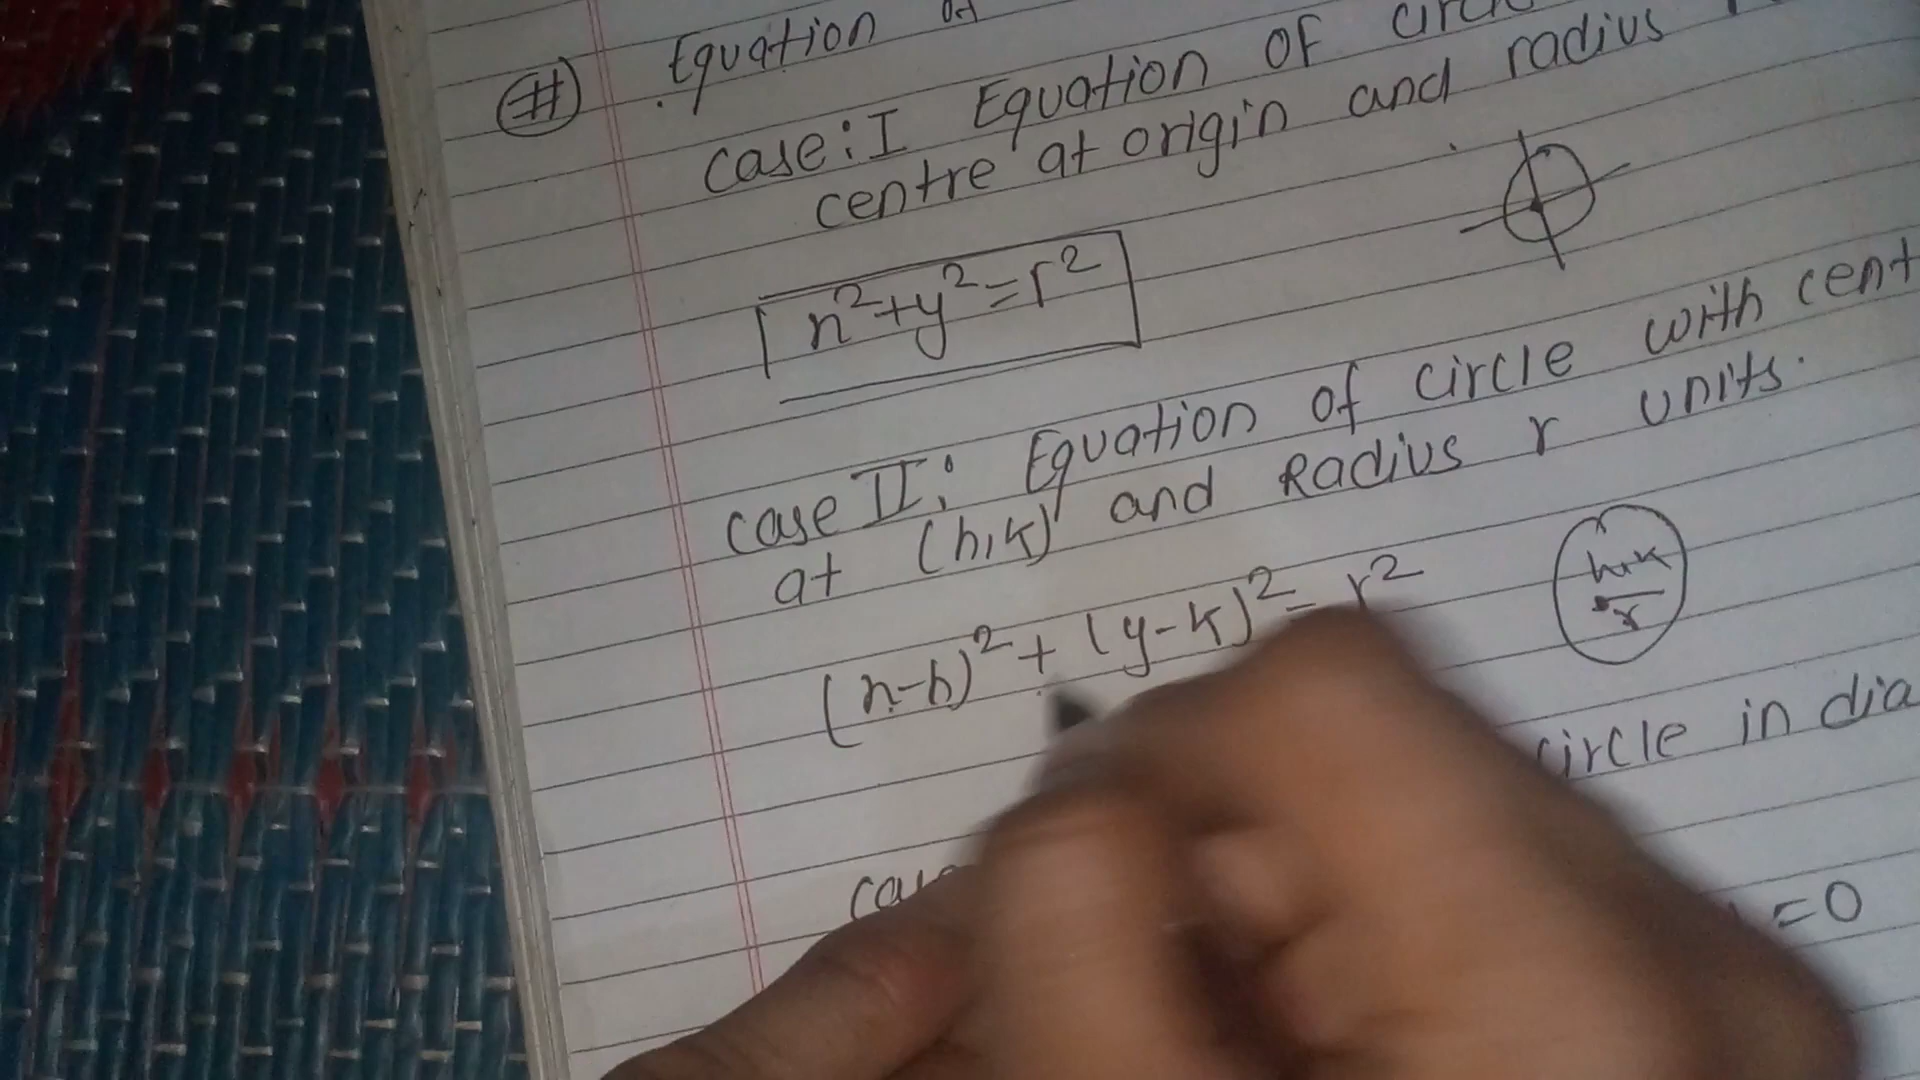 # Equation
Case: I Equation OF
centre at origin and radius
x²+y²=r²
case II: Equation of circle with cent
at (h,k) and Radius r units.
(x-h)²+(y-k)²= r²
h,k
r
circle in dia
=0